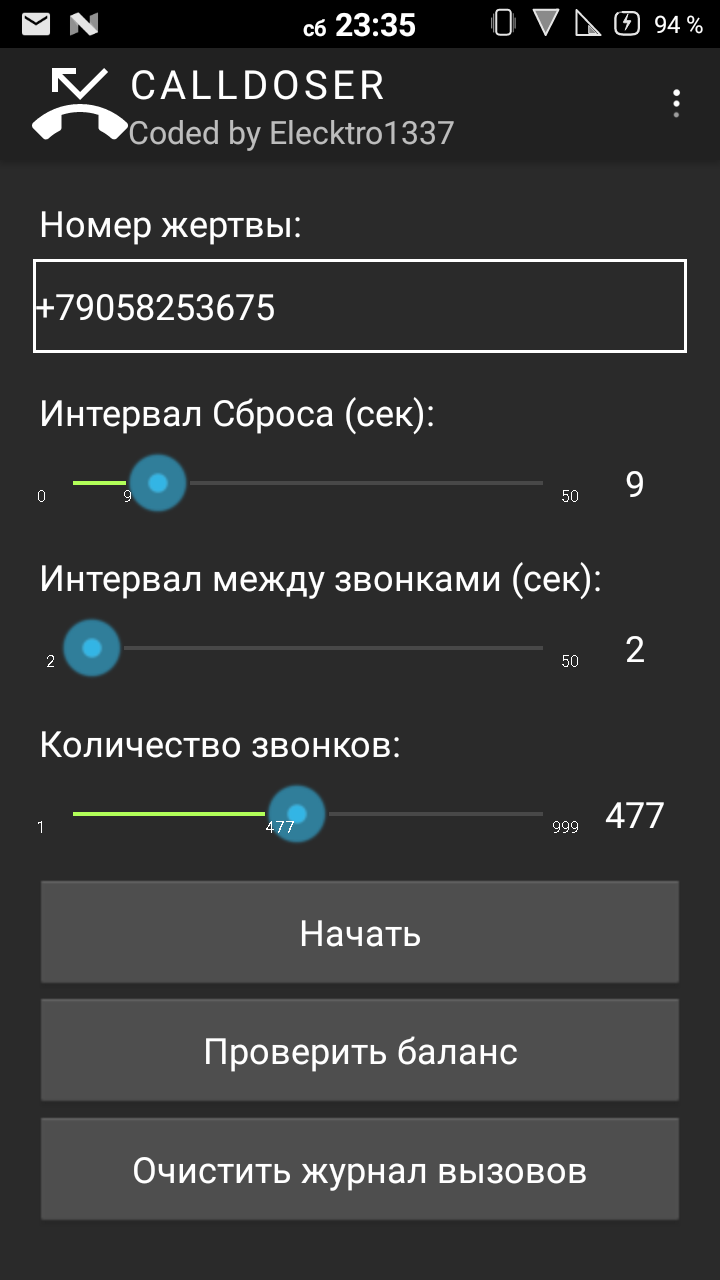 сб 23:35 94 %
CALLDOSER
Coded by Elecktro1337
Номер жертвы:
+79058253675
Интервал Сброса (сек):
0 9 50 9
Интервал между звонками (сек):
2 50 2
Количество звонков:
1 477 999 477
Начать
Проверить баланс
Очистить журнал вызовов